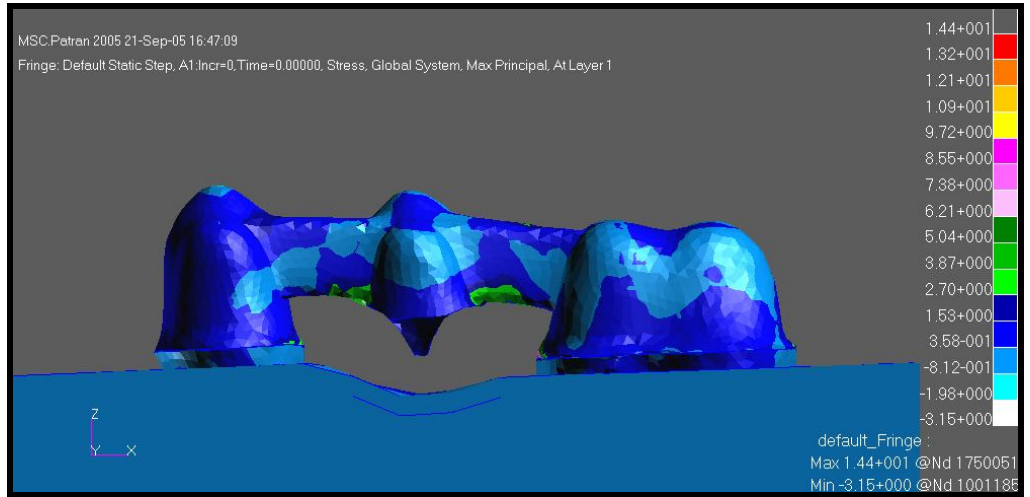 MSC.Patran 2005 21-Sep-05 16:47:09
Fringe: Default Static Step, A1:Incr=0,Time=0.00000, Stress, Global System, Max Principal, At Layer 1
1.44+001
1.32+001
1.21+001
1.09+001
9.72+000
8.55+000
7.38+000
6.21+000
5.04+000
3.87+000
2.70+000
1.53+000
3.58-001
-8.12-001
-1.98+000
-3.15+000
Z
Y X
default_Fringe :
Max 1.44+001 @Nd 1750051
Min -3.15+000 @Nd 1001185